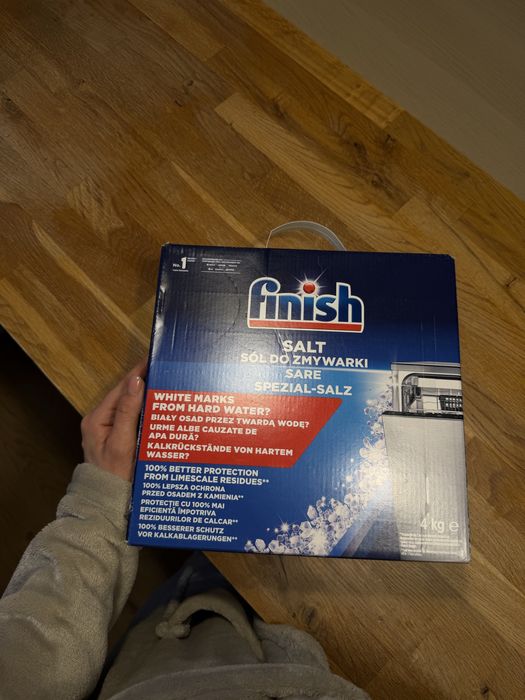 No. 1
finish
SALT
SÓL DO ZMYWARKI
SARE
SPEZIAL-SALZ
WHITE MARKS
FROM HARD WATER?
BIAŁY OSAD PRZEZ TWARDĄ WODĘ?
URME ALBE CAUZATE DE
APA DURĂ?
KALKRÜCKSTÄNDE VON HARTEM
WASSER?
100% BETTER PROTECTION
FROM LIMESCALE RESIDUES**
100% LEPSZA OCHRONA
PRZED OSADEM Z KAMIENIA**
PROTECȚIE CU 100% MAI
EFICIENTĂ ÎMPOTRIVA
REZIDUURILOR DE CALCAR**
100% BESSERER SCHUTZ
VOR KALKABLAGERUNGEN**
4 kg e